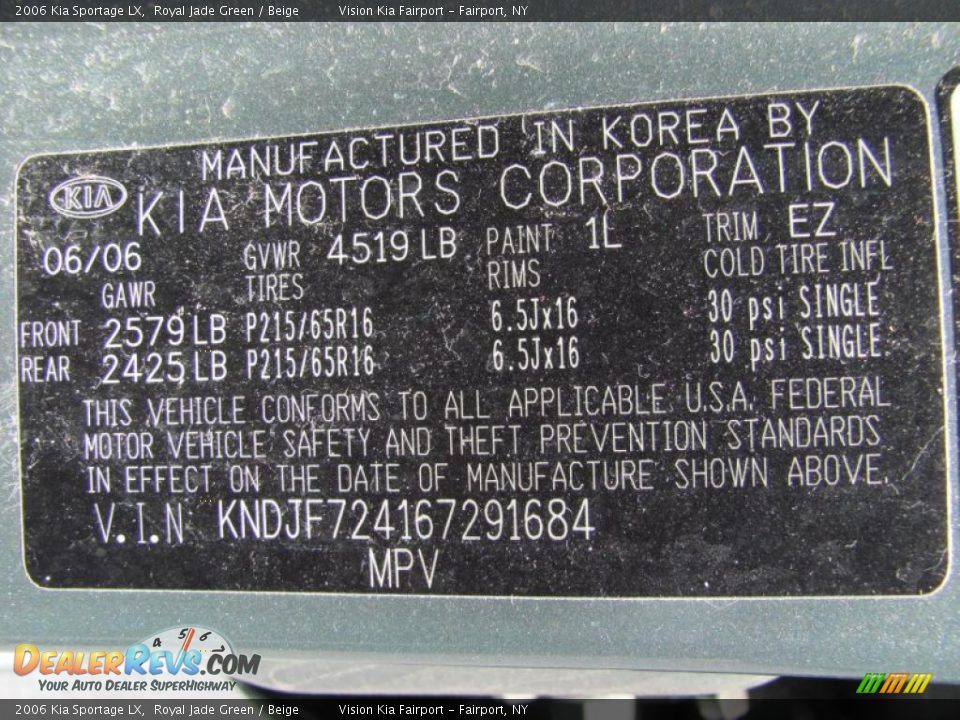 2006 Kia Sportage LX, Royal Jade Green / Beige Vision Kia Fairport - Fairport, NY
MANUFACTURED IN KOREA BY
KIA KIA MOTORS CORPORATION
06/06 GVWR 4519 LB PAINT 1L TRIM EZ
GAWR TIRES RIMS COLD TIRE INFL
FRONT 2579 LB P215/65R16 6.5Jx16 30 psi SINGLE
REAR 2425 LB P215/65R16 6.5Jx16 30 psi SINGLE
THIS VEHICLE CONFORMS TO ALL APPLICABLE U.S.A. FEDERAL
MOTOR VEHICLE SAFETY AND THEFT PREVENTION STANDARDS
IN EFFECT ON THE DATE OF MANUFACTURE SHOWN ABOVE.
V.I.N KNDJF724167291684
MPV
4 5 6
DEALERREVS.COM
YOUR AUTO DEALER SUPERHIGHWAY
2006 Kia Sportage LX, Royal Jade Green / Beige Vision Kia Fairport - Fairport, NY